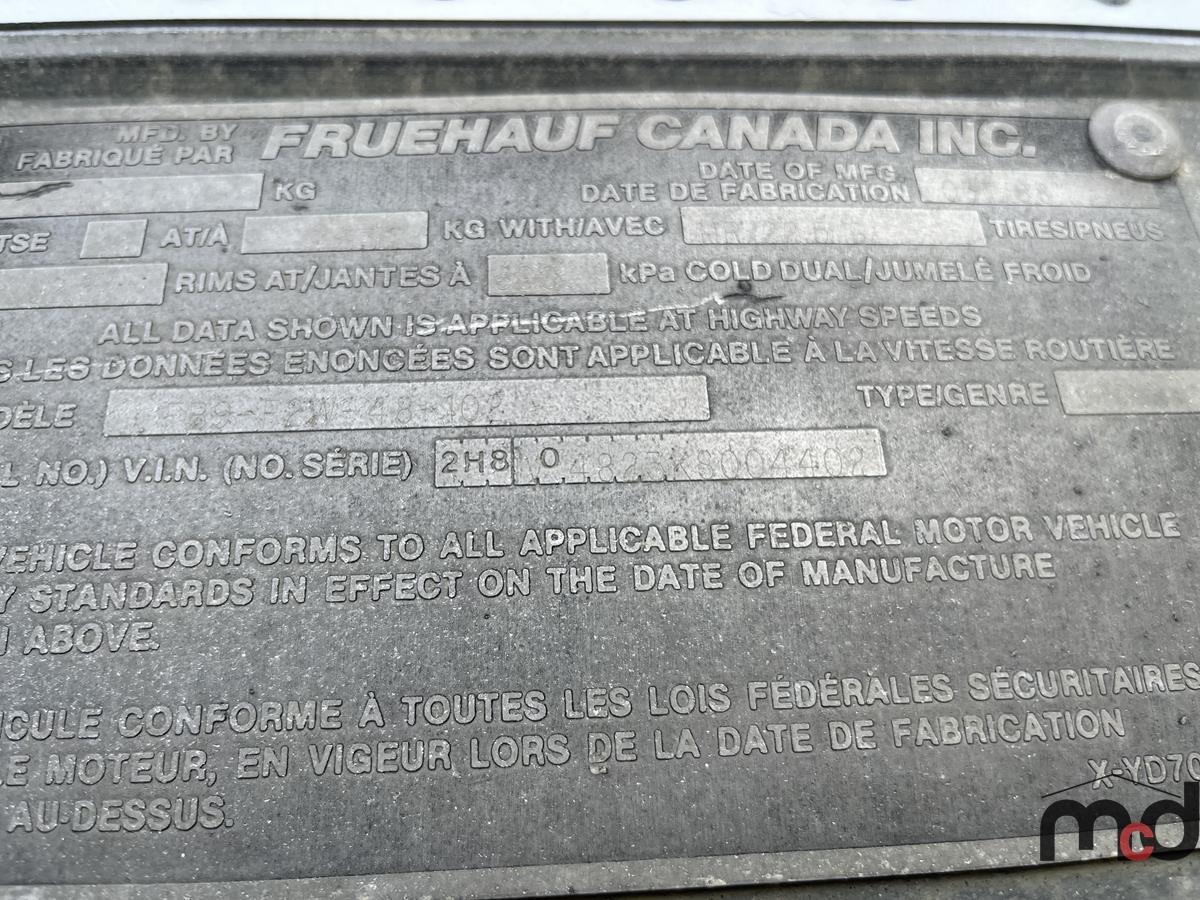 MFD. BY FRUEHAUF CANADA INC.
FABRIQUÉ PAR
KG DATE OF MFG.
DATE DE FABRICATION
TSE AT/À KG WITH/AVEC TIRES/PNEUS
RIMS AT/JANTES À kPa COLD DUAL/JUMELÉ FROID
ALL DATA SHOWN IS APPLICABLE AT HIGHWAY SPEEDS
S LES DONNÉES ENONCÉES SONT APPLICABLE À LA VITESSE ROUTIÈRE
DÈLE TYPE/GENRE
L NO.) V.I.N. (NO. SÉRIE) 2H8
VEHICLE CONFORMS TO ALL APPLICABLE FEDERAL MOTOR VEHICLE
Y STANDARDS IN EFFECT ON THE DATE OF MANUFACTURE
N ABOVE.
ICULE CONFORME À TOUTES LES LOIS FÉDÉRALES SÉCURITAIRES
LE MOTEUR, EN VIGEUR LORS DE LA DATE DE FABRICATION
AU-DESSUS.
X-YD70
mcd